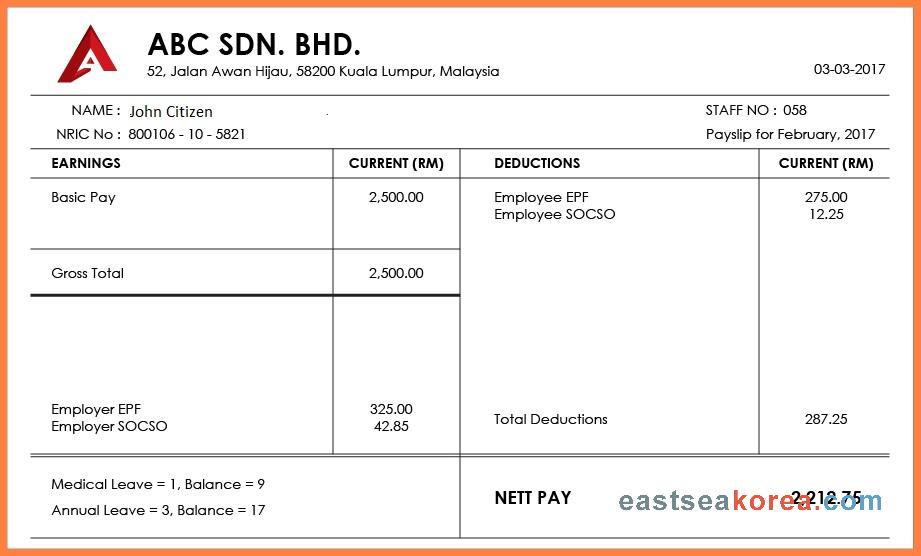 ABC SDN. BHD.
52, Jalan Awan Hijau, 58200 Kuala Lumpur, Malaysia
03-03-2017
NAME : John Citizen
STAFF NO : 058
NRIC No : 800106 - 10 - 5821
Payslip for February, 2017
EARNINGS CURRENT (RM) DEDUCTIONS CURRENT (RM)
Basic Pay 2,500.00 Employee EPF 275.00
Employee SOCSO 12.25
Gross Total 2,500.00
Employer EPF 325.00
Employer SOCSO 42.85
Total Deductions 287.25
Medical Leave = 1, Balance = 9
NETT PAY 2,212.75
eastseakorea.com
Annual Leave = 3, Balance = 17